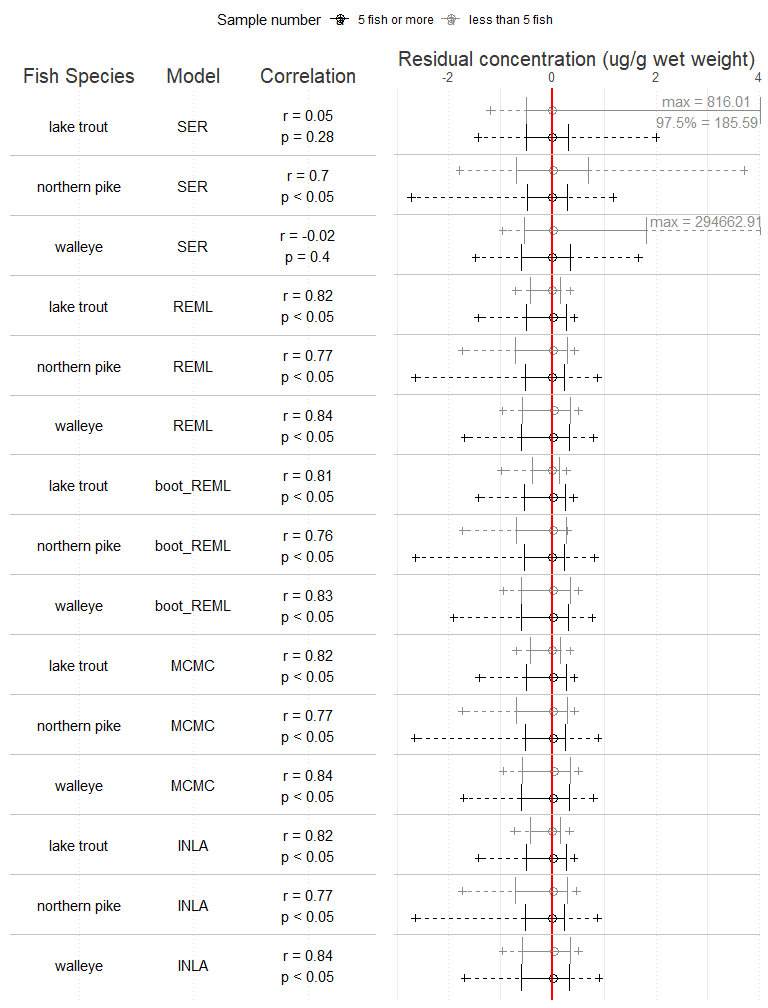 Sample number 5 fish or more less than 5 fish
Residual concentration (ug/g wet weight)
Fish Species Model Correlation
-2 0 2 4
max = 816.01
lake trout SER r = 0.05
p = 0.28
97.5% = 185.59
northern pike SER r = 0.7
p < 0.05
max = 294662.91
walleye SER r = -0.02
p = 0.4
lake trout REML r = 0.82
p < 0.05
northern pike REML r = 0.77
p < 0.05
walleye REML r = 0.84
p < 0.05
lake trout boot_REML r = 0.81
p < 0.05
northern pike boot_REML r = 0.76
p < 0.05
walleye boot_REML r = 0.83
p < 0.05
lake trout MCMC r = 0.82
p < 0.05
northern pike MCMC r = 0.77
p < 0.05
walleye MCMC r = 0.84
p < 0.05
lake trout INLA r = 0.82
p < 0.05
northern pike INLA r = 0.77
p < 0.05
walleye INLA r = 0.84
p < 0.05